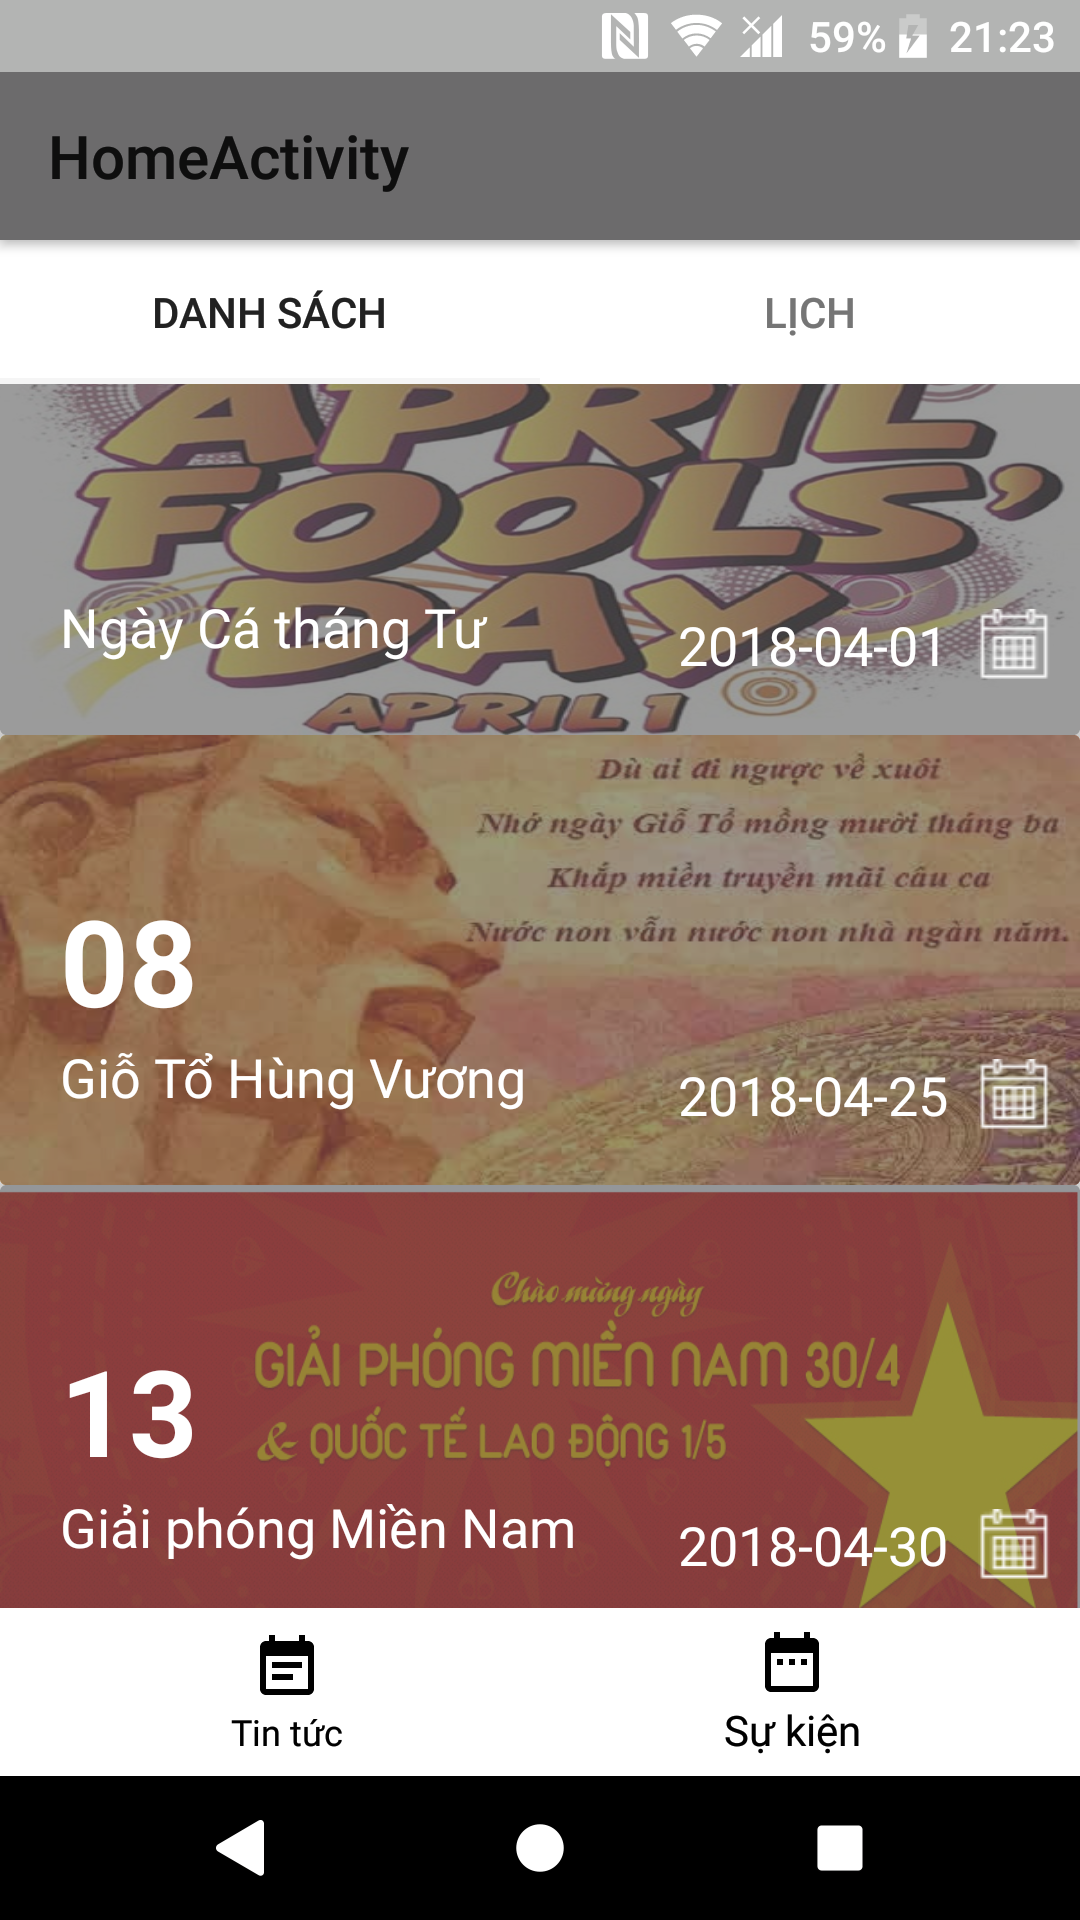 59% 21:23
HomeActivity
DANH SÁCH LỊCH
APRIL
FOOLS'
DAY
APRIL 1
Ngày Cá tháng Tư
2018-04-01
Dù ai đi ngược về xuôi
Nhớ ngày Giỗ Tổ mồng mười tháng ba
Khắp miền truyền mãi câu ca
Nước non vẫn nước non nhà ngàn năm.
08
Giỗ Tổ Hùng Vương
2018-04-25
Chào mừng ngày
GIẢI PHÓNG MIỀN NAM 30/4
& QUỐC TẾ LAO ĐỘNG 1/5
13
Giải phóng Miền Nam
2018-04-30
Tin tức Sự kiện